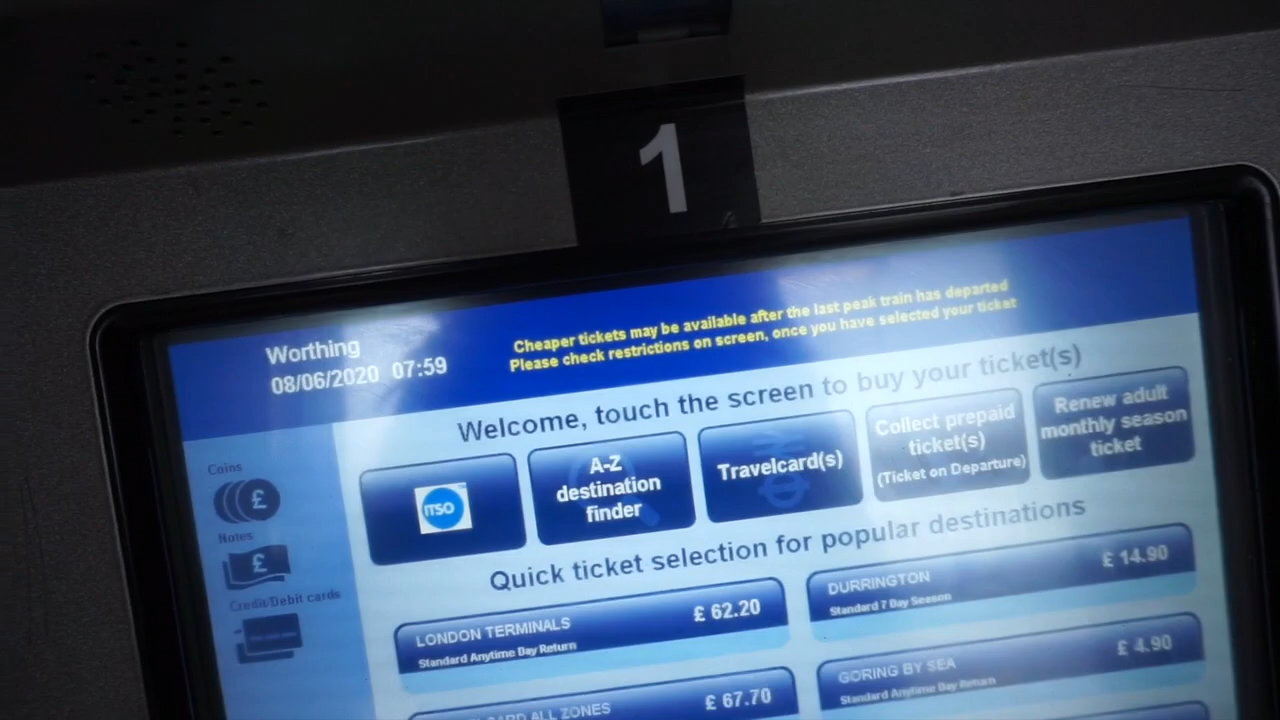 1
Worthing
08/06/2020 07:59
Cheaper tickets may be available after the last peak train has departed
Please check restrictions on screen, once you have selected your ticket
Welcome, touch the screen to buy your ticket(s)
ITSO
A-Z
destination
finder
Travelcard(s)
Collect prepaid
ticket(s)
(Ticket on Departure)
Renew adult
monthly season
ticket
Coins
£
Notes
£
Credit/Debit cards
Quick ticket selection for popular destinations
LONDON TERMINALS £ 62.20
Standard Anytime Day Return
DURRINGTON £ 14.90
Standard 7 Day Season
ALL ZONES £ 67.70
GORING BY SEA £ 4.90
Standard Anytime Day Return